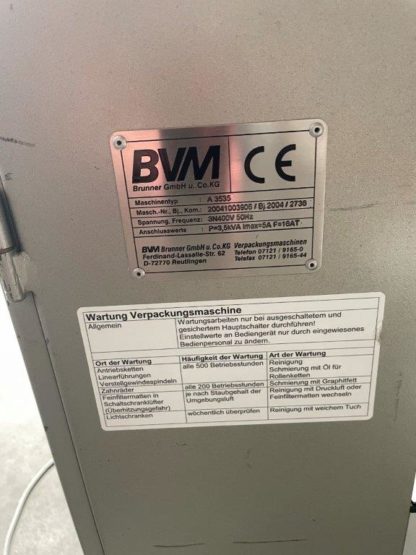 BVM
CE
Brunner GmbH u. Co.KG
Maschinentyp : A 3535
Masch.-Nr., Bj., Kom.: 20041003905 / Bj 2004 / 2738
Spannung, Frequenz: 3N400V 50Hz
Anschlusswerte : P=3,5kVA Imax=5A F=16AT
BVM Brunner GmbH u. Co.KG Verpackungsmaschinen
Ferdinand-Lassalle-Str. 62 Telefon 07121 / 9165-0
D-72770 Reutlingen Telefax 07121 / 9165-44
Wartung Verpackungsmaschine
Allgemein Wartungsarbeiten nur bei ausgeschaltetem und
gesichertem Hauptschalter durchführen!
Einstellwerte an Bediengerät nur durch eingewiesenes
Bedienpersonal zu ändern.
Ort der Wartung Häufigkeit der Wartung Art der Wartung
Antriebsketten alle 500 Betriebsstunden Reinigung
Linearführungen Schmierung mit Öl für
Verstellgewindespindeln Rollenketten
Zahnräder alle 200 Betriebsstunden Schmierung mit Graphitfett
Feinfiltermatten in je nach Staubgehalt der Reinigung mit Druckluft oder
Schaltschranklüfter Umgebungsluft Feinfiltermatten wechseln
(Überhitzungsgefahr)
Lichtschranken wöchentlich überprüfen Reinigung mit weichem Tuch